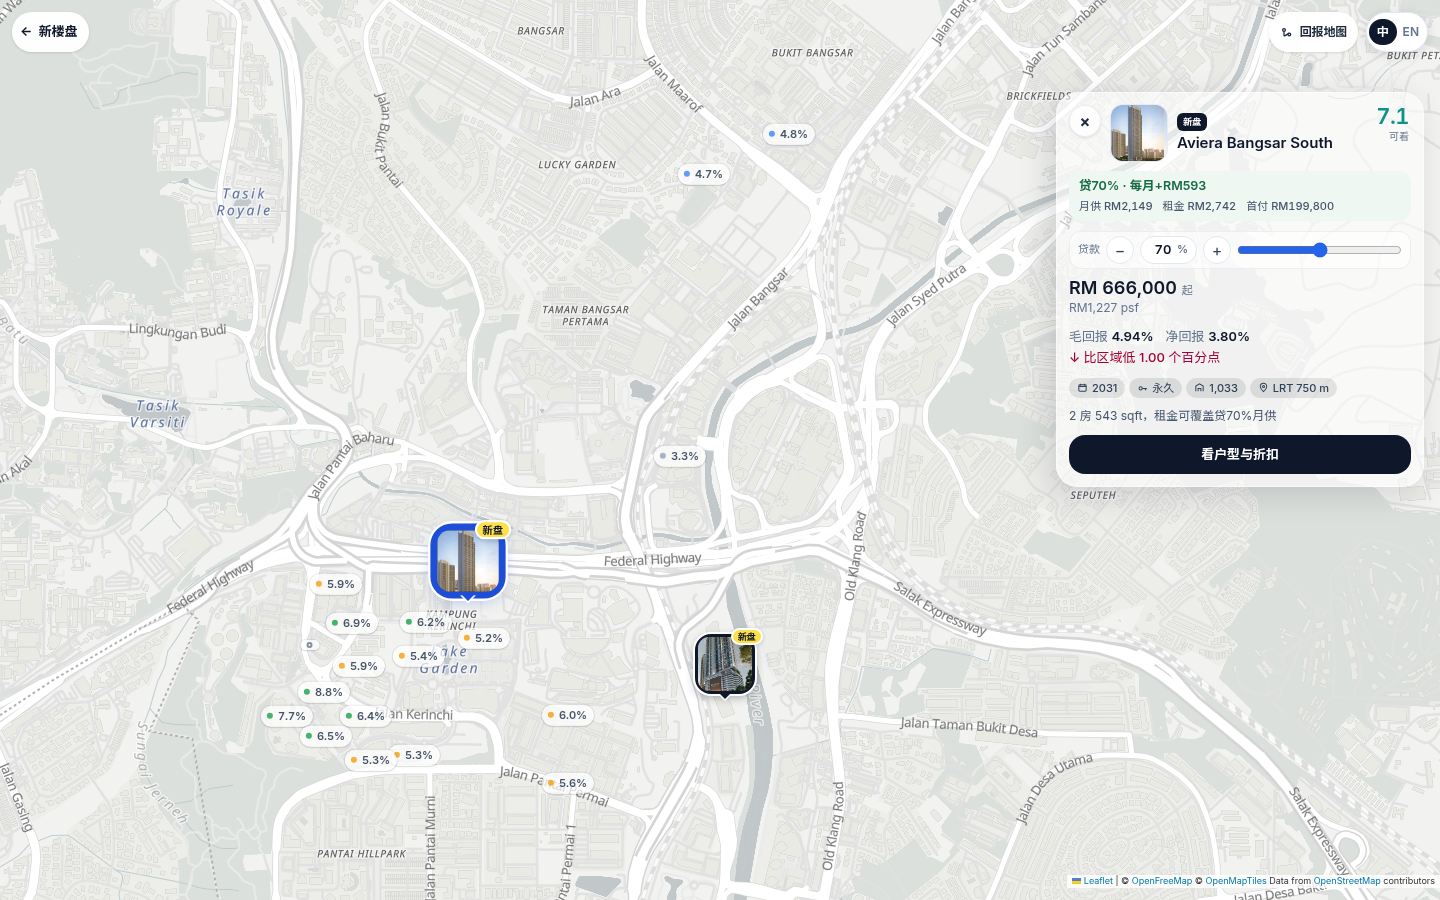 ← 新楼盘
回报地图
中 EN
BANGSAR
BUKIT BANGSAR
Jalan Ara
Jalan Maarof
Jalan Bukit Pantai
LUCKY GARDEN
4.8%
4.7%
BRICKFIELDS
Tasik
Royale
Lingkungan Budi
TAMAN BANGSAR
PERTAMA
Jalan Bangsar
Jalan Syed Putra
Tasik
Varsiti
Jalan Pantai Baharu
3.3%
× 新盘
Aviera Bangsar South
7.1
可看
贷70% · 每月+RM593
月供 RM2,149 租金 RM2,742 首付 RM199,800
贷款 − 70 % +
RM 666,000 起
RM1,227 psf
毛回报 4.94% 净回报 3.80%
↓ 比区域低 1.00 个百分点
2031 永久 1,033 LRT 750 m
2 房 543 sqft，租金可覆盖贷70%月供
看户型与折扣
SEPUTEH
新盘
Federal Highway
Federal Highway
Old Klang Road
Salak Expressway
5.9%
6.9%
6.2%
5.2%
5.4%
Garden
5.9%
8.8%
7.7%
6.4%
6.5%
5.3%
5.3%
6.0%
5.6%
新盘
Jalan Taman Bukit Desa
Jalan Desa Utama
Sungai Jerneh
Jalan Gasing
PANTAI HILLPARK
Jalan Pantai Murni
Old Klang Road
Salak Expressway
Leaflet | © OpenFreeMap © OpenMapTiles Data from OpenStreetMap contributors